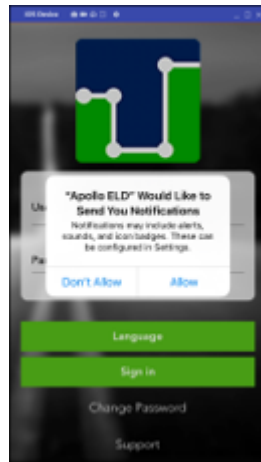 "Apollo ELD" Would Like to
Send You Notifications
Notifications may include alerts,
sounds, and icon badges. These can
be configured in Settings.
Don't Allow
Allow
Language
Sign in
Change Password
Support